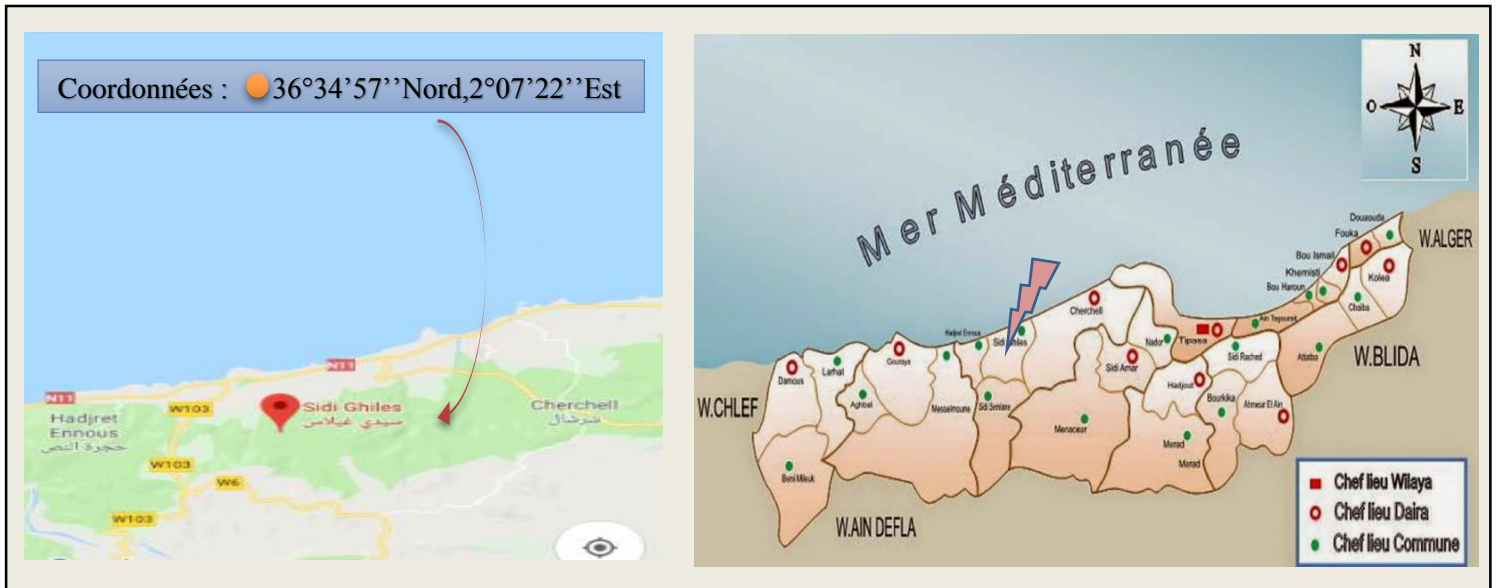 Coordonnées : 36°34’57’’Nord,2°07’22’’Est
N11
N11
W103
Sidi Ghiles
سيدي غيلاس
Cherchell
شرشال
Hadjret
Ennous
حجرة النص
W103
W6
W103
N
O
E
S
Mer Méditerranée
Douaouda
Fouka
W.ALGER
Bou Ismail
Khemisti
Kolea
Bou Haroun
Chaiba
Cherchell
Ain Tagourait
Hadjret Ennous
Sidi Ghiles
Nador
Tipasa
Sidi Rached
Attatba
W.BLIDA
Gouraya
Damous
Larhat
Sidi Amar
Hadjout
Aghbal
Messelmoune
Sidi Semiane
Bourkika
Ahmeur El Ain
W.CHLEF
Menaceur
Merad
Merad
Beni Mileuk
W.AIN DEFLA
Chef lieu Wilaya
Chef lieu Daira
Chef lieu Commune